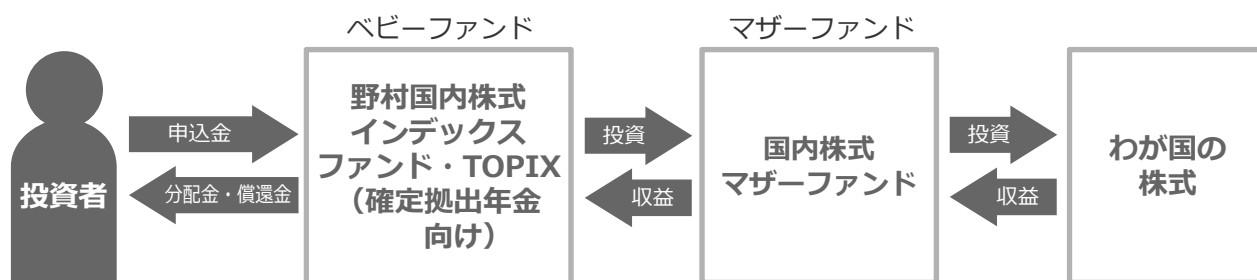 ベビーファンド
マザーファンド
投資者
申込金
分配金・償還金
野村国内株式
インデックス
ファンド・TOPIX
（確定拠出年金
向け）
投資
収益
国内株式
マザーファンド
投資
収益
わが国の
株式